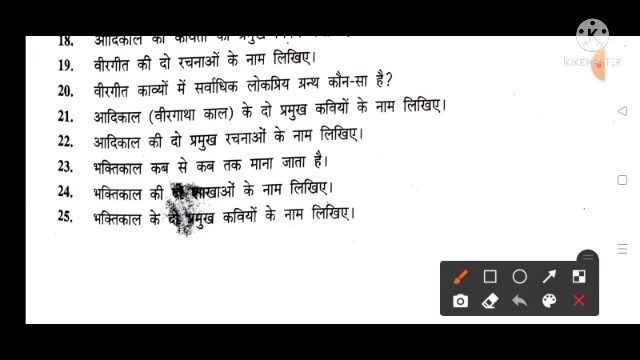 18. आदिकाल की कविता की प्रमुख
19. वीरगीत की दो रचनाओं के नाम लिखिए।
20. वीरगीत काव्यों में सर्वाधिक लोकप्रिय ग्रन्थ कौन-सा है?
21. आदिकाल (वीरगाथा काल) के दो प्रमुख कवियों के नाम लिखिए।
22. आदिकाल की दो प्रमुख रचनाओं के नाम लिखिए।
23. भक्तिकाल कब से कब तक माना जाता है।
24. भक्तिकाल की शाखाओं के नाम लिखिए।
25. भक्तिकाल के दो प्रमुख कवियों के नाम लिखिए।
KINEMASTER